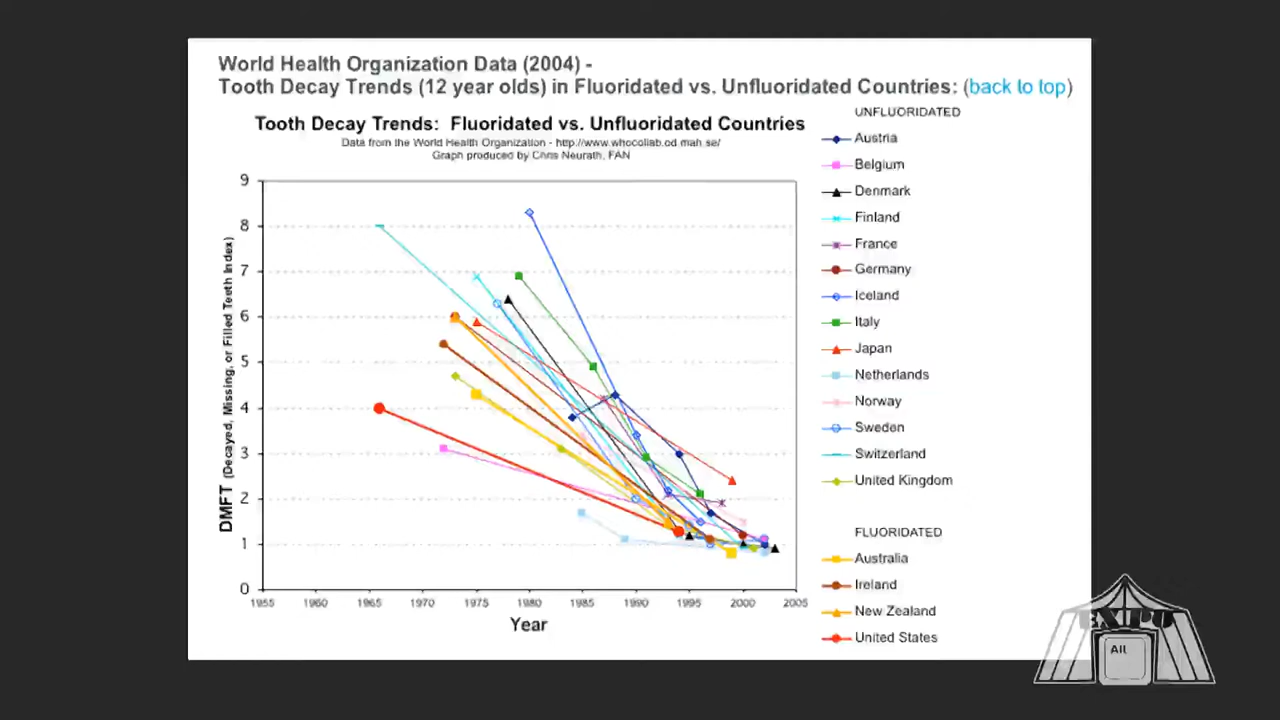 World Health Organization Data (2004) -
Tooth Decay Trends (12 year olds) in Fluoridated vs. Unfluoridated Countries: (back to top)
Tooth Decay Trends: Fluoridated vs. Unfluoridated Countries
Data from the World Health Organization - http://www.whocollab.od.mah.se/
Graph produced by Chris Neurath, FAN
DMFT (Decayed, Missing, or Filled Teeth Index)
9
8
7
6
5
4
3
2
1
0
1955 1960 1965 1970 1975 1980 1985 1990 1995 2000 2005
Year
UNFLUORIDATED
Austria
Belgium
Denmark
Finland
France
Germany
Iceland
Italy
Japan
Netherlands
Norway
Sweden
Switzerland
United Kingdom
FLUORIDATED
Australia
Ireland
New Zealand
United States
EXPO
All